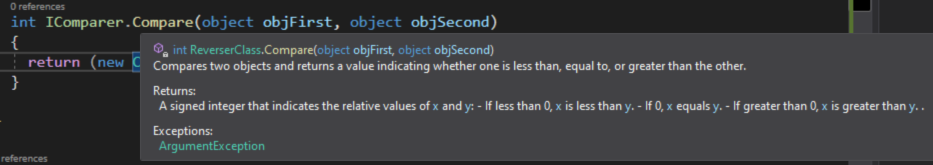 0 references
int IComparer.Compare(object objFirst, object objSecond)
{
return (new C
int ReverserClass.Compare(object objFirst, object objSecond)
Compares two objects and returns a value indicating whether one is less than, equal to, or greater than the other.
Returns:
A signed integer that indicates the relative values of x and y: - If less than 0, x is less than y. - If 0, x equals y. - If greater than 0, x is greater than y. .
}
Exceptions:
ArgumentException
references